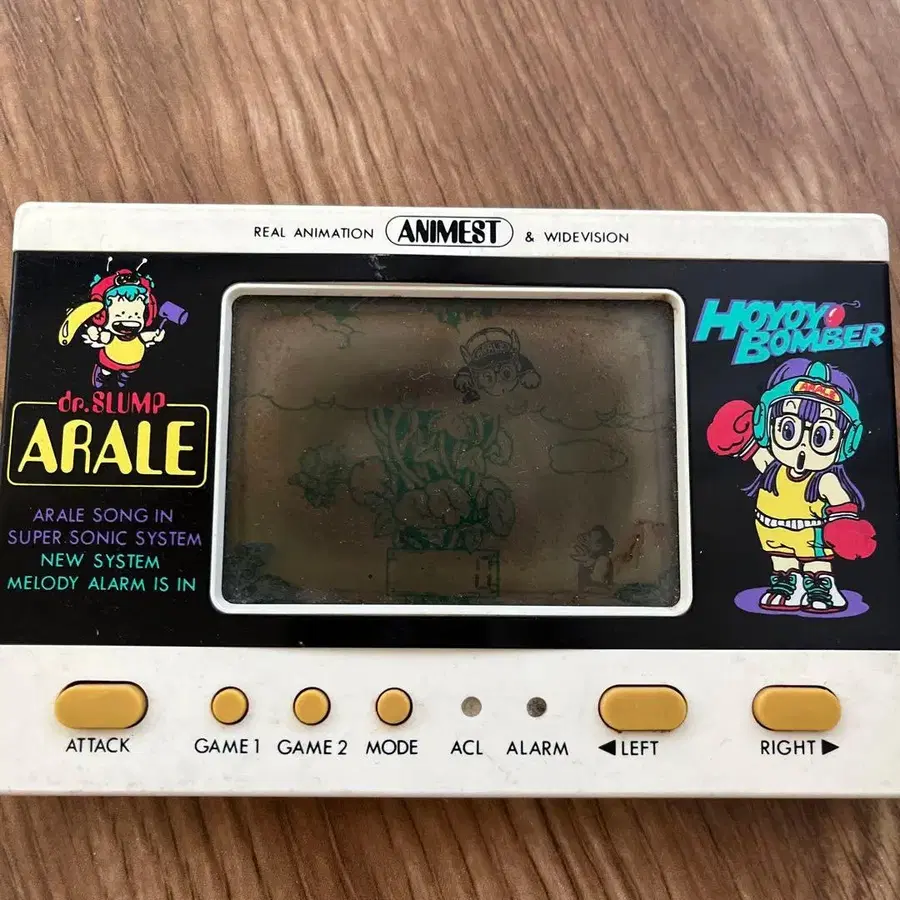 REAL ANIMATION ANIMEST & WIDEVISION
dr. SLUMP
ARALE
ARALE SONG IN
SUPER SONIC SYSTEM
NEW SYSTEM
MELODY ALARM IS IN
HOYOYO
BOMBER
ARALE
ATTACK
GAME 1
GAME 2
MODE
ACL
ALARM
◀LEFT
RIGHT▶